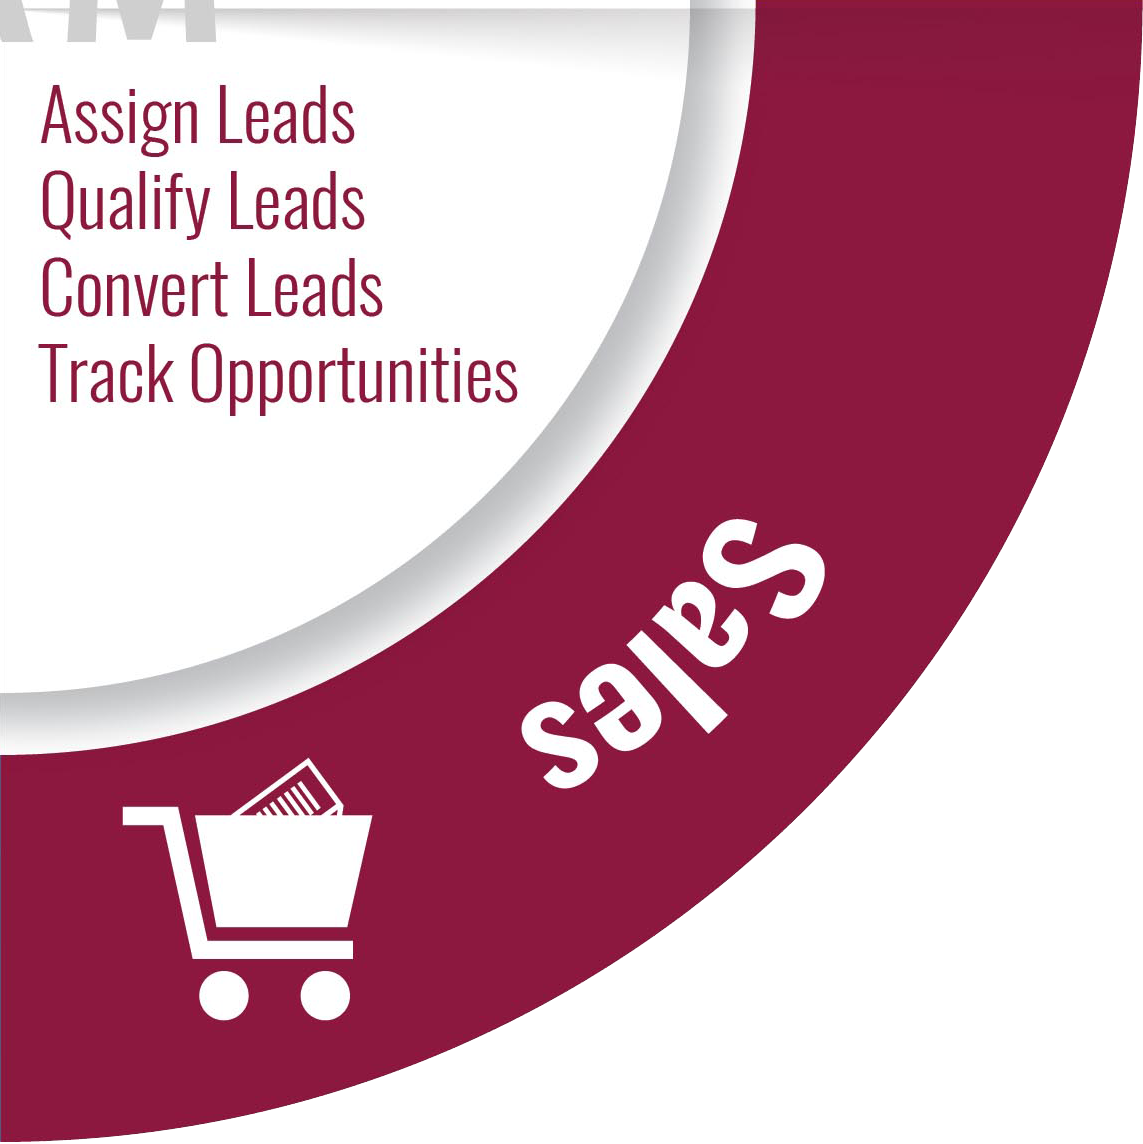 Assign Leads
Qualify Leads
Convert Leads
Track Opportunities
Sales